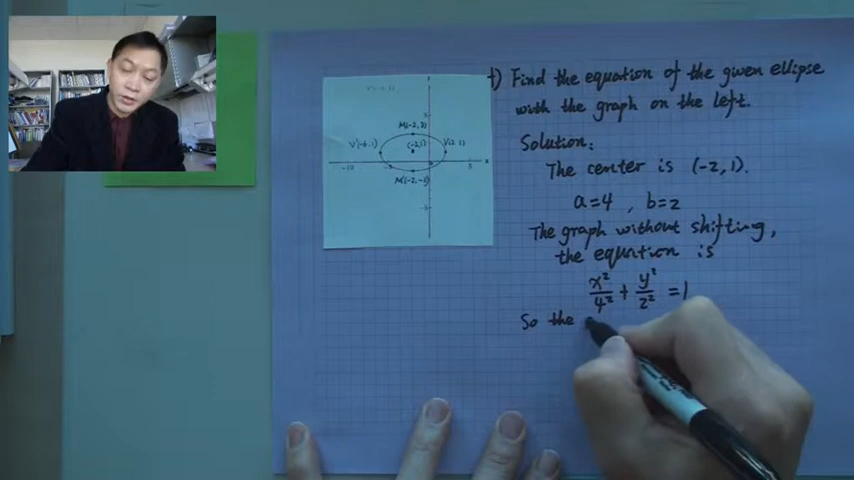 M(-2,3)
V'(-6,1)
(-2,1)
V(2,1)
-10
5
M'(-2,-1)
t) Find the equation of the given ellipse
with the graph on the left.
Solution:
The center is (-2,1).
a=4 , b=2
The graph without shifting,
the equation is
x²/4² + y²/2² = 1
So the